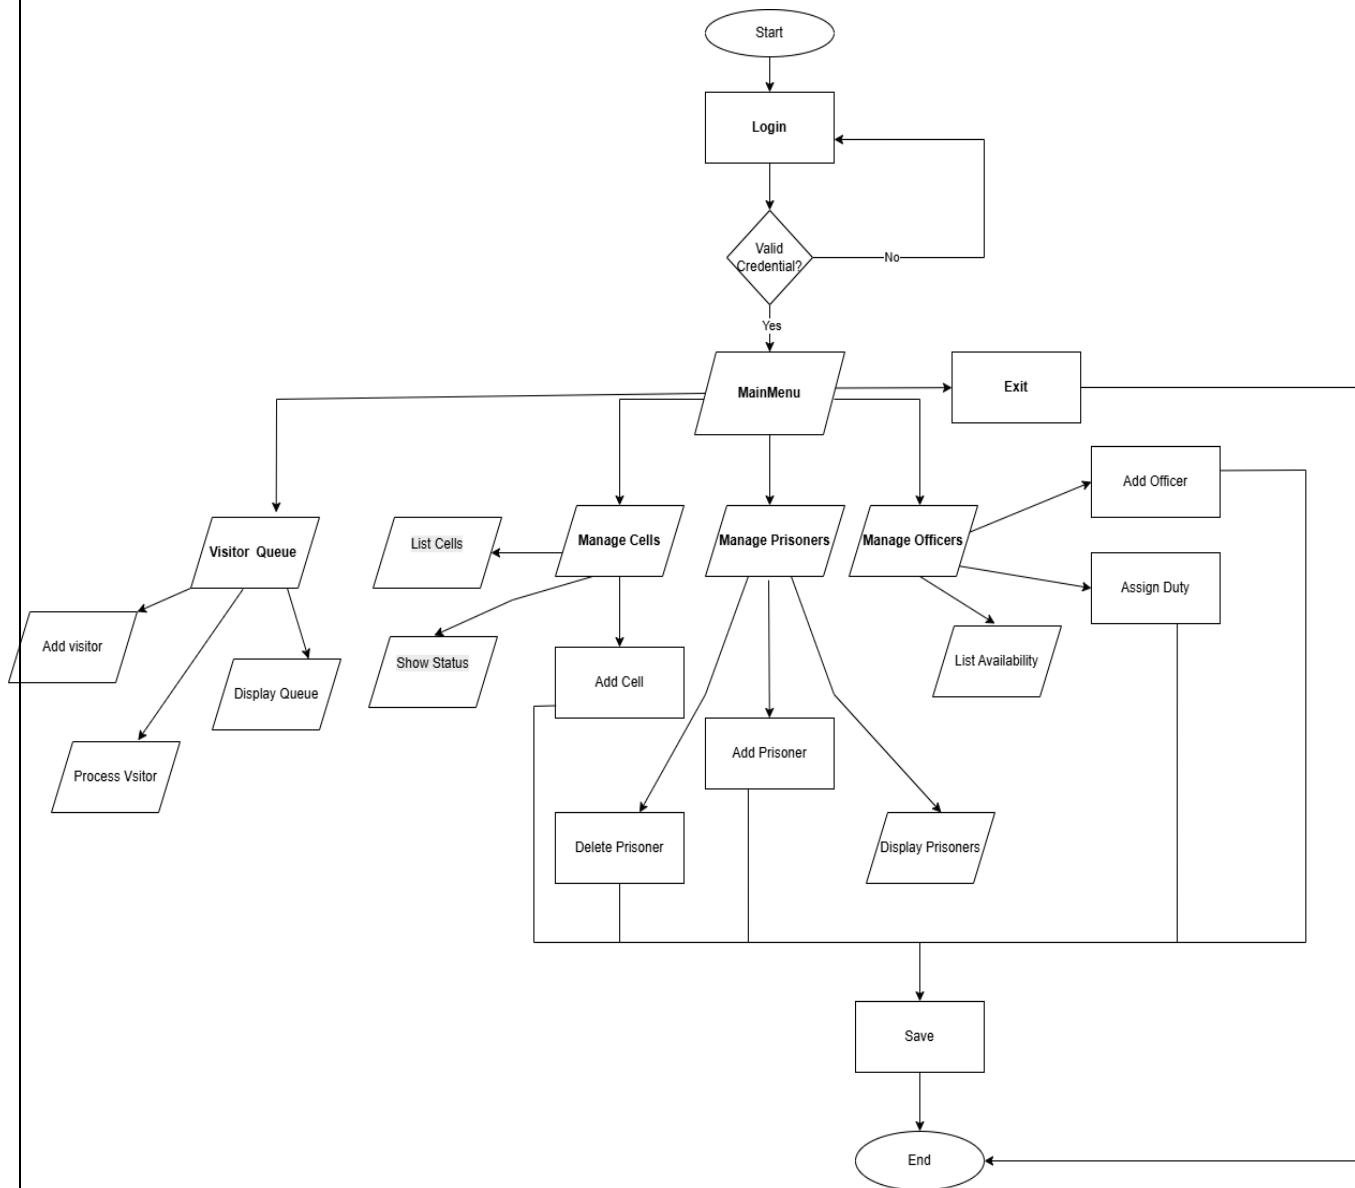 Start
Login
Valid
Credential?
No
Yes
MainMenu
Exit
Add Officer
List Cells
Visitor Queue
Manage Cells
Manage Prisoners
Manage Officers
Assign Duty
Add visitor
Show Status
List Availability
Display Queue
Add Cell
Process Vsitor
Add Prisoner
Delete Prisoner
Display Prisoners
Save
End